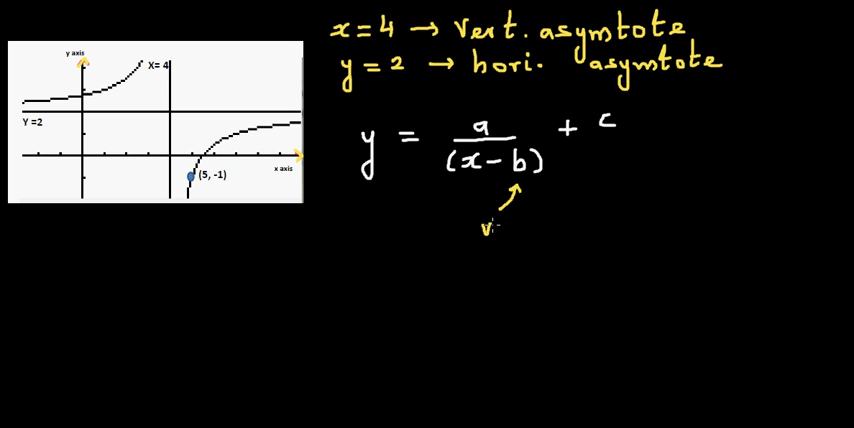 x = 4 → vert. asymtote
y = 2 → hori. asymtote
y axis
X= 4
Y =2
(5, -1)
x axis
y = a/(x - b) + c
v